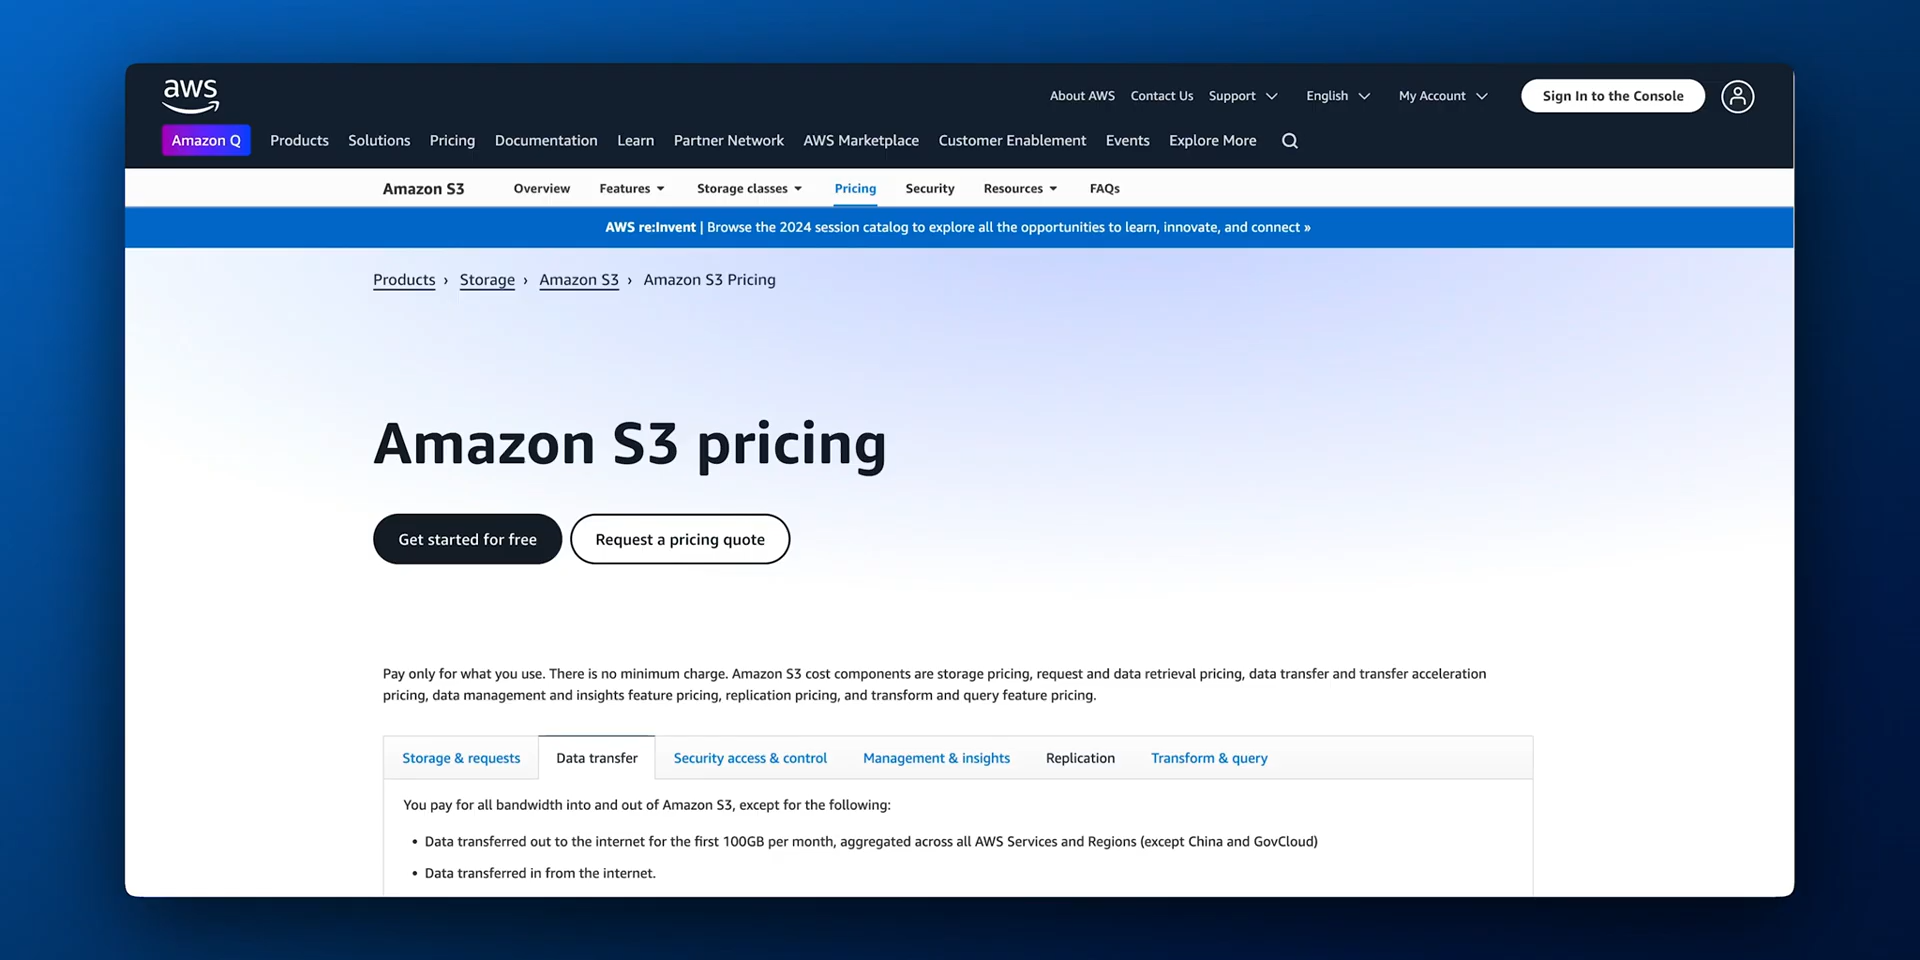 aws
About AWS Contact Us Support English My Account Sign In to the Console
Amazon Q Products Solutions Pricing Documentation Learn Partner Network AWS Marketplace Customer Enablement Events Explore More
Amazon S3 Overview Features Storage classes Pricing Security Resources FAQs
AWS re:Invent | Browse the 2024 session catalog to explore all the opportunities to learn, innovate, and connect »
Products › Storage › Amazon S3 › Amazon S3 Pricing
Amazon S3 pricing
Get started for free Request a pricing quote
Pay only for what you use. There is no minimum charge. Amazon S3 cost components are storage pricing, request and data retrieval pricing, data transfer and transfer acceleration
pricing, data management and insights feature pricing, replication pricing, and transform and query feature pricing.
Storage & requests Data transfer Security access & control Management & insights Replication Transform & query
You pay for all bandwidth into and out of Amazon S3, except for the following:
• Data transferred out to the internet for the first 100GB per month, aggregated across all AWS Services and Regions (except China and GovCloud)
• Data transferred in from the internet.